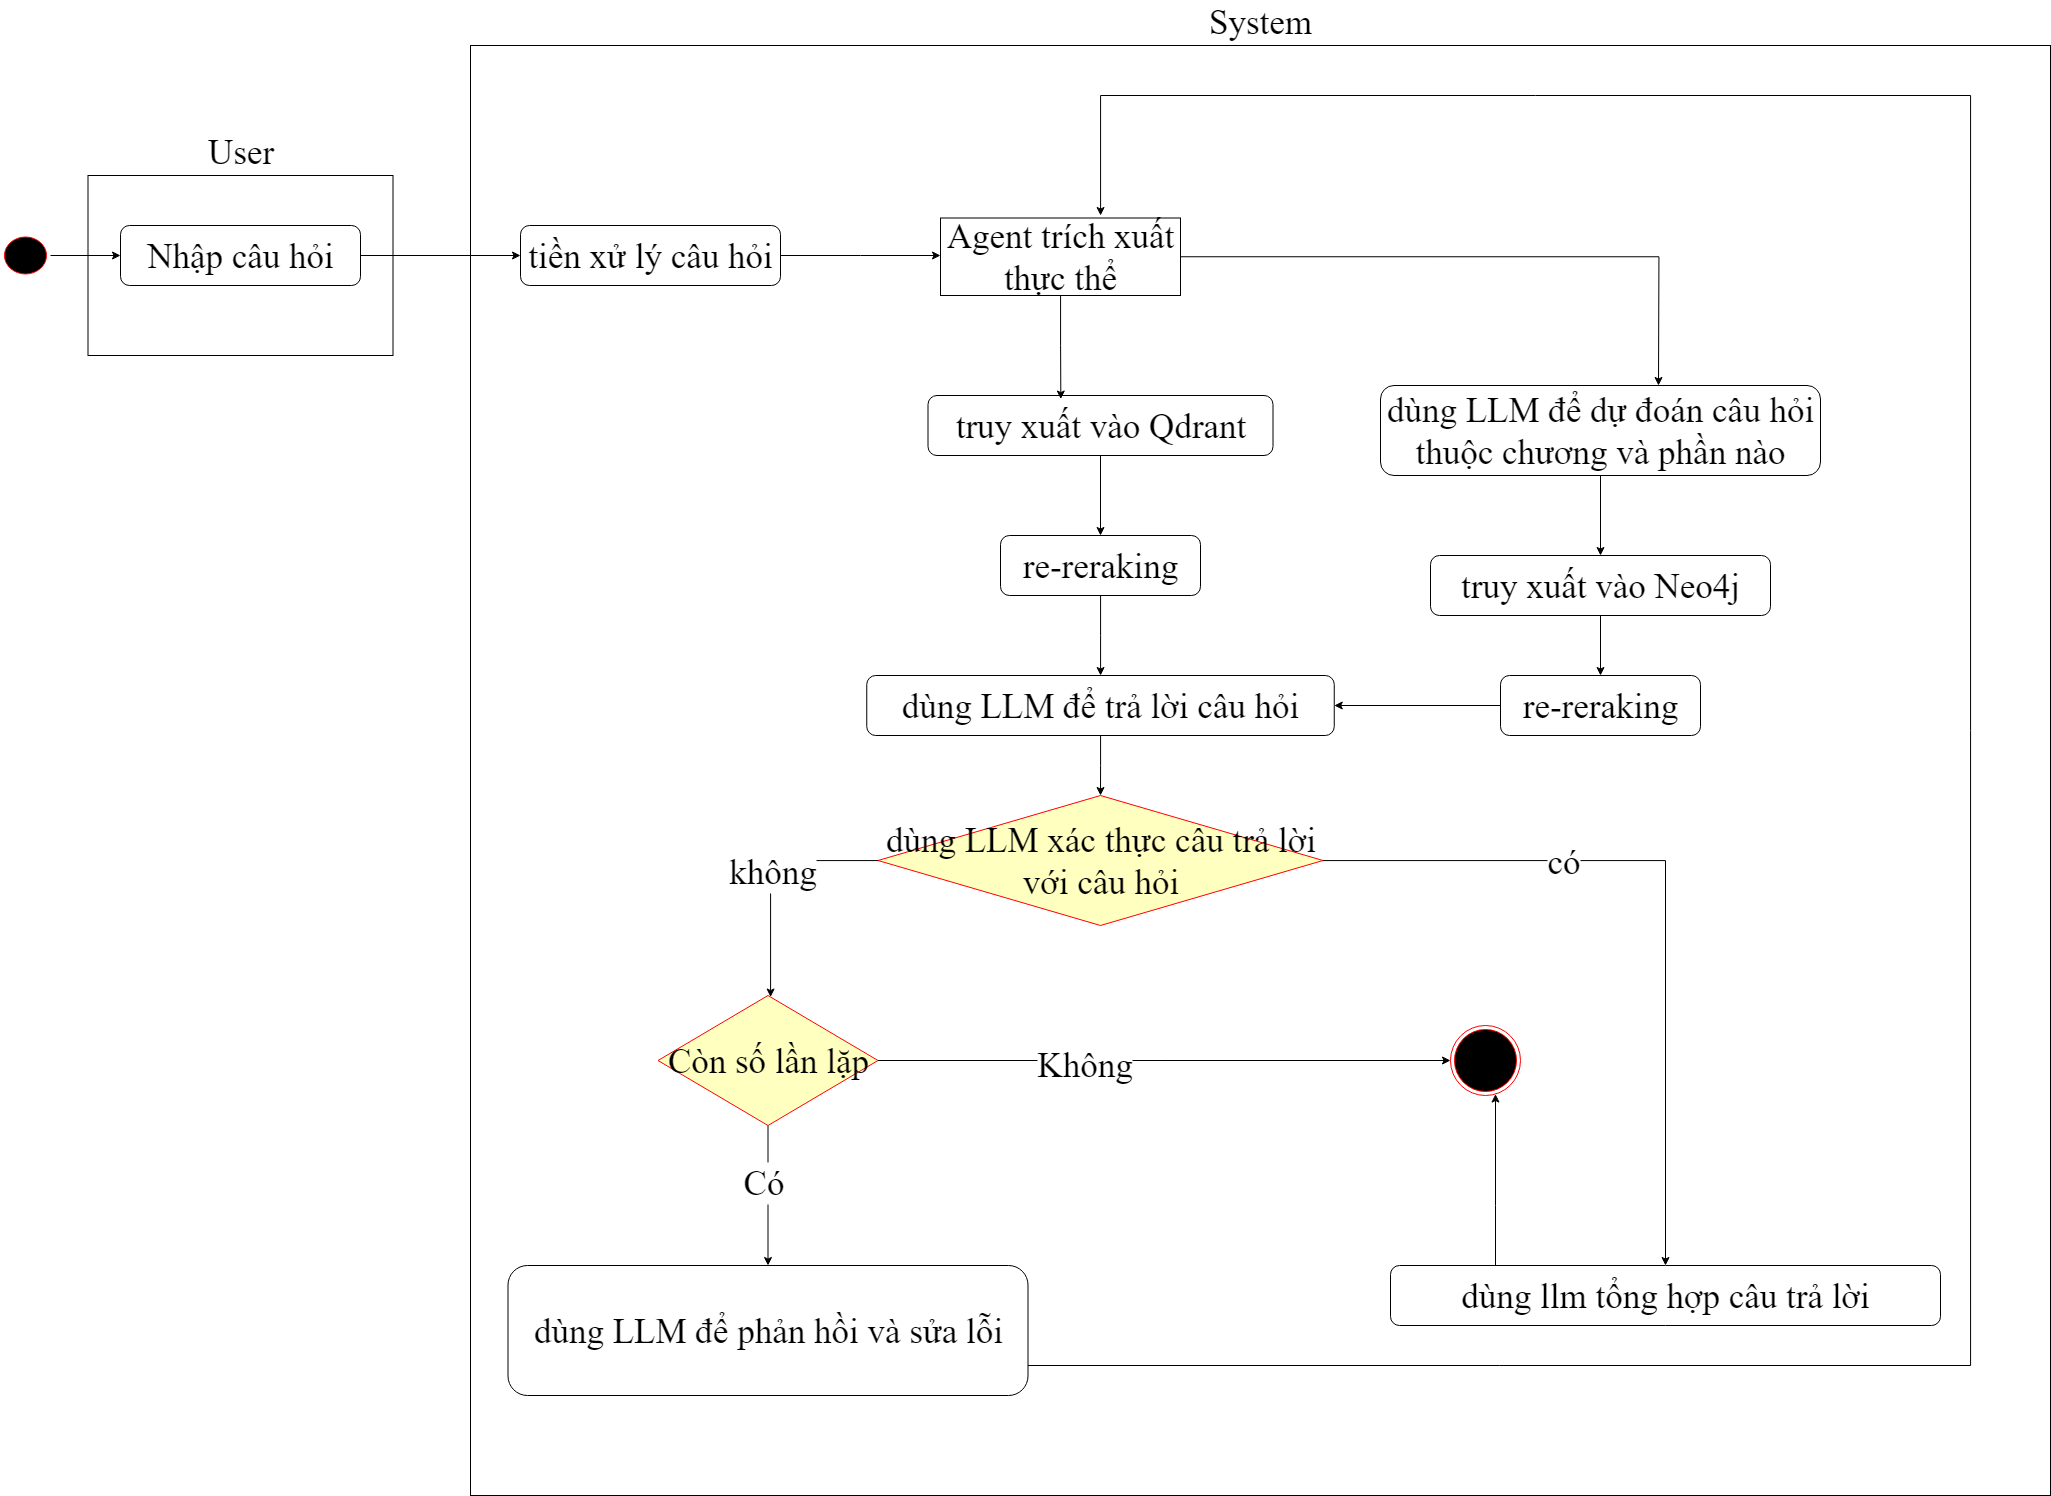 System
User
Nhập câu hỏi
tiền xử lý câu hỏi
Agent trích xuất
thực thể
truy xuất vào Qdrant
dùng LLM để dự đoán câu hỏi
thuộc chương và phần nào
re-reraking
truy xuất vào Neo4j
dùng LLM để trả lời câu hỏi
re-reraking
dùng LLM xác thực câu trả lời
với câu hỏi
không
có
Còn số lần lặp
Không
Có
dùng LLM để phản hồi và sửa lỗi
dùng llm tổng hợp câu trả lời